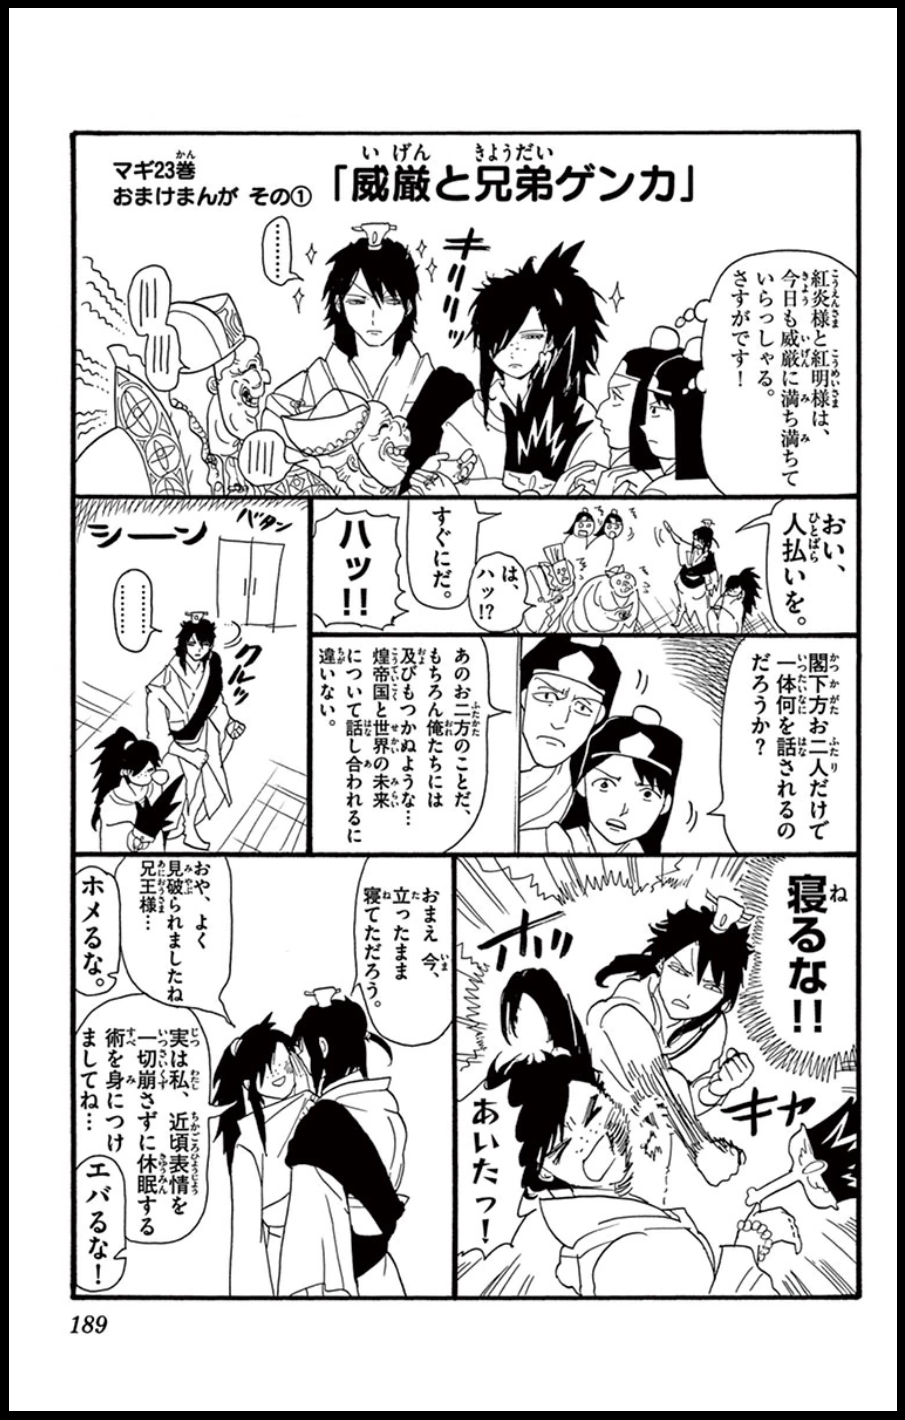 マギ23巻
おまけまんが その①
「威厳と兄弟ゲンカ」
紅炎様と紅明様は、
今日も威厳に満ち満ちて
いらっしゃる。
さすがです!
キリリッ
………
おい、
人払いを。
は、
ハッ!?
すぐにだ。
ハッ!!
閣下方お二人だけで
一体何を話されるの
だろうか?
あのお二方のことだ、
もちろん俺たちには
及びもつかぬような…
煌帝国と世界の未来
について話し合われるに
違いない。
バタン
シーン
………
クルッ
寝るな!!
ボカッ
ギャ
あいたっ!
おまえ 今、
立ったまま
寝てただろう。
おや、よく
見破られましたね
兄王様…
ホメるな。
実は私、近頃表情を
一切崩さずに休眠する
術を身につけ
ましてね…
エバるな!
189